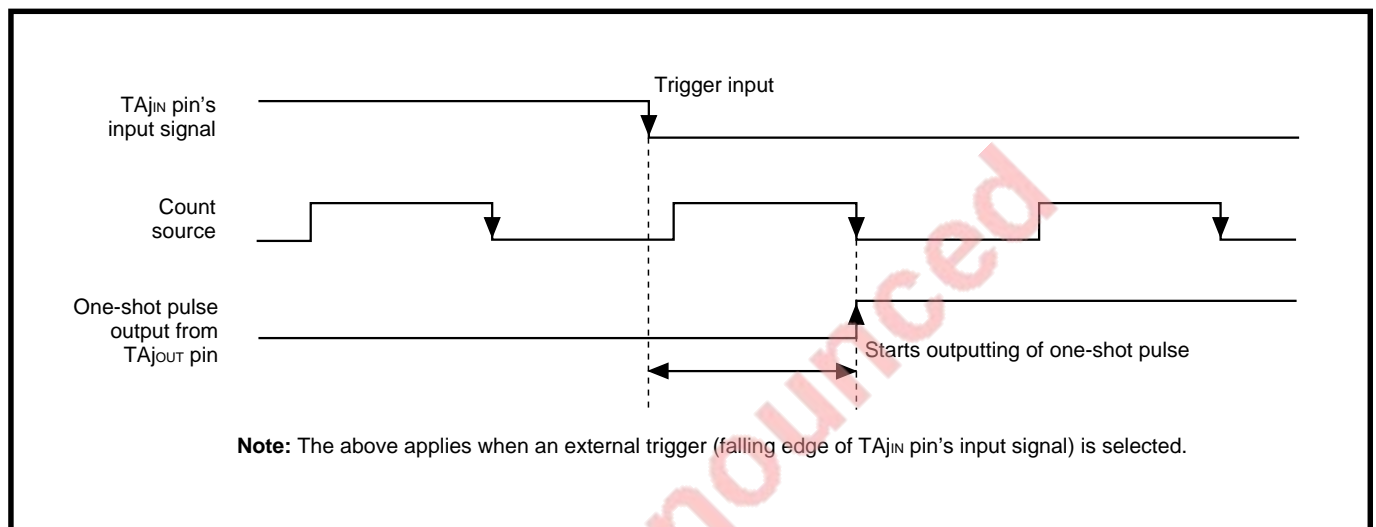 Trigger input
TAjIN pin's
input signal
Count
source
One-shot pulse
output from
TAjOUT pin
Starts outputting of one-shot pulse
Note: The above applies when an external trigger (falling edge of TAjIN pin's input signal) is selected.
nounced